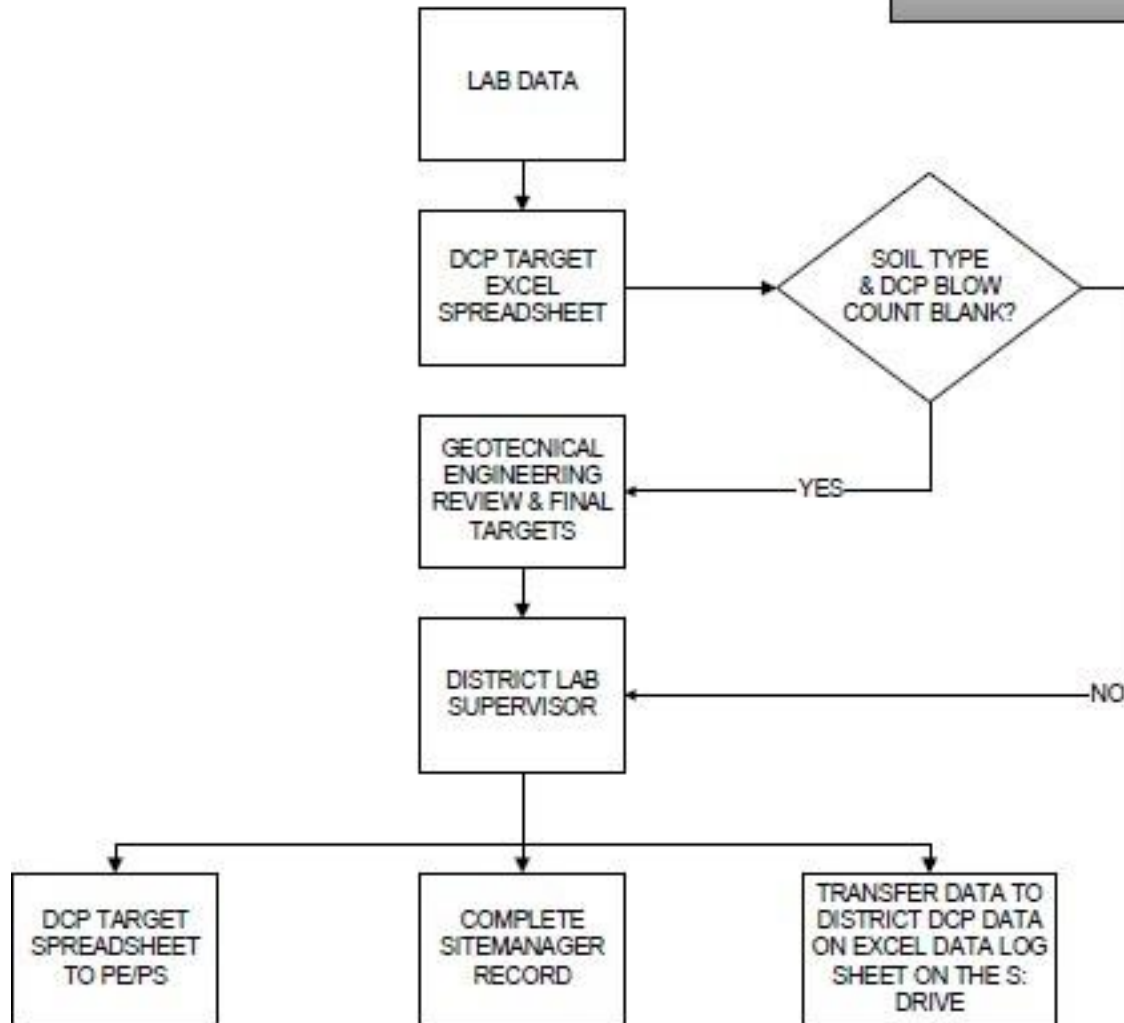 LAB DATA
DCP TARGET
EXCEL
SPREADSHEET
SOIL TYPE
& DCP BLOW
COUNT BLANK?
GEOTECNICAL
ENGINEERING
REVIEW & FINAL
TARGETS
YES
DISTRICT LAB
SUPERVISOR
NO
DCP TARGET
SPREADSHEET
TO PE/PS
COMPLETE
SITEMANAGER
RECORD
TRANSFER DATA TO
DISTRICT DCP DATA
ON EXCEL DATA LOG
SHEET ON THE S:
DRIVE